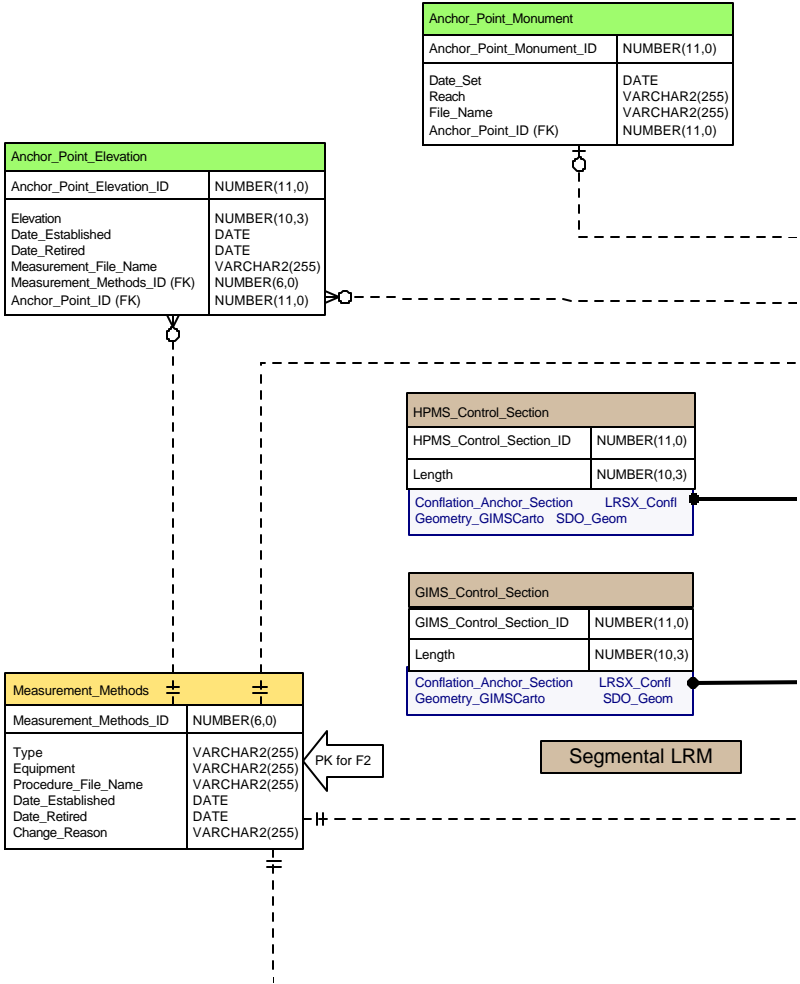 Anchor_Point_Monument
Anchor_Point_Monument_ID NUMBER(11,0)
Date_Set DATE
Reach VARCHAR2(255)
File_Name VARCHAR2(255)
Anchor_Point_ID (FK) NUMBER(11,0)
Anchor_Point_Elevation
Anchor_Point_Elevation_ID NUMBER(11,0)
Elevation NUMBER(10,3)
Date_Established DATE
Date_Retired DATE
Measurement_File_Name VARCHAR2(255)
Measurement_Methods_ID (FK) NUMBER(6,0)
Anchor_Point_ID (FK) NUMBER(11,0)
HPMS_Control_Section
HPMS_Control_Section_ID NUMBER(11,0)
Length NUMBER(10,3)
Conflation_Anchor_Section LRSX_Confl
Geometry_GIMSCarto SDO_Geom
GIMS_Control_Section
GIMS_Control_Section_ID NUMBER(11,0)
Length NUMBER(10,3)
Conflation_Anchor_Section LRSX_Confl
Geometry_GIMSCarto SDO_Geom
Measurement_Methods
Measurement_Methods_ID NUMBER(6,0)
Type VARCHAR2(255)
Equipment VARCHAR2(255)
Procedure_File_Name VARCHAR2(255)
Date_Established DATE
Date_Retired DATE
Change_Reason VARCHAR2(255)
PK for F2
Segmental LRM